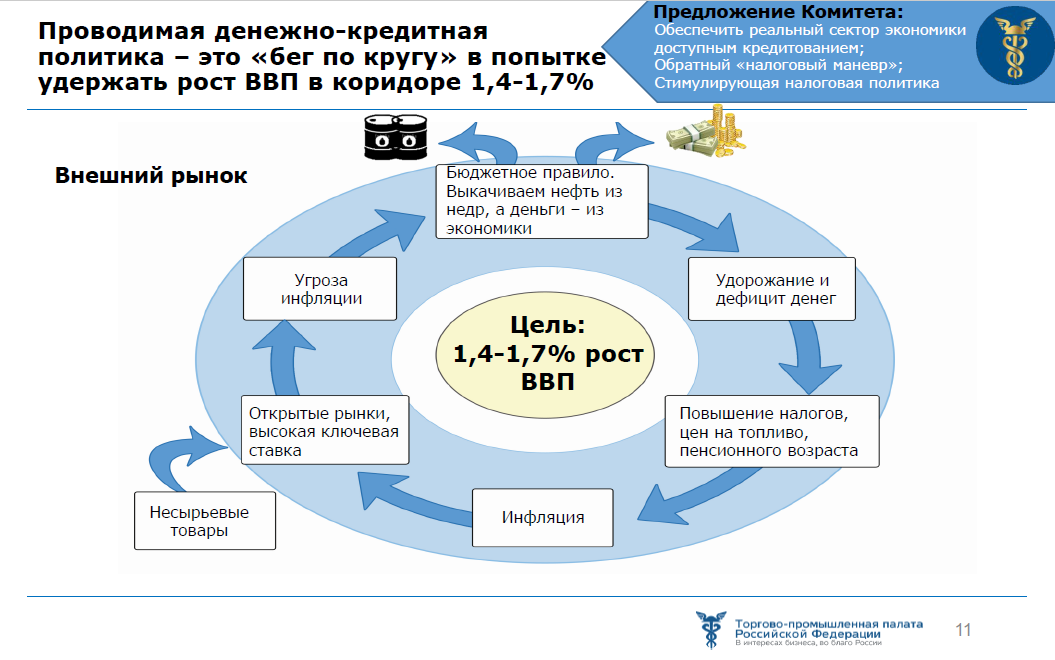 Проводимая денежно-кредитная
политика – это «бег по кругу» в попытке
удержать рост ВВП в коридоре 1,4-1,7%
Предложение Комитета:
Обеспечить реальный сектор экономики
доступным кредитованием;
Обратный «налоговый маневр»;
Стимулирующая налоговая политика
Внешний рынок
Бюджетное правило.
Выкачиваем нефть из
недр, а деньги – из
экономики
Угроза
инфляции
Удорожание и
дефицит денег
Цель:
1,4-1,7% рост
ВВП
Открытые рынки,
высокая ключевая
ставка
Повышение налогов,
цен на топливо,
пенсионного возраста
Несырьевые
товары
Инфляция
Торгово-промышленная палата
Российской Федерации
В интересах бизнеса, во благо России
11